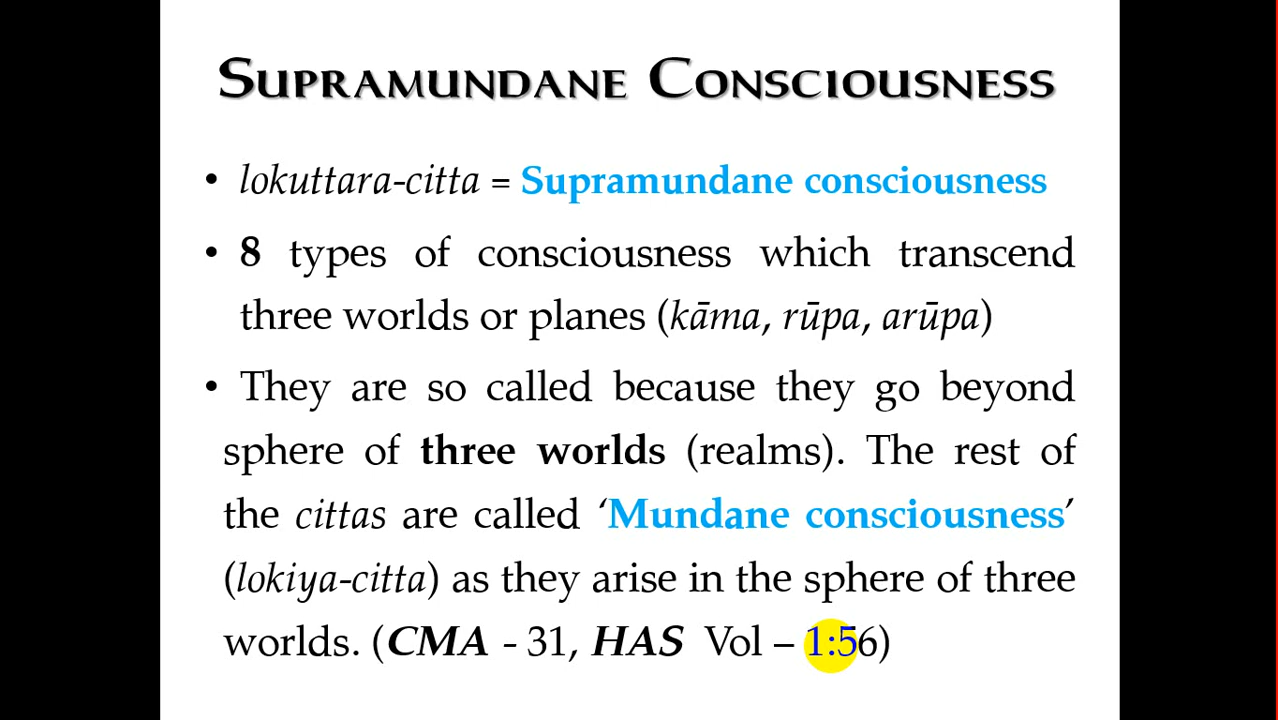 SUPRAMUNDANE CONSCIOUSNESS
• lokuttara-citta = Supramundane consciousness
• 8 types of consciousness which transcend
three worlds or planes (kāma, rūpa, arūpa)
• They are so called because they go beyond
sphere of three worlds (realms). The rest of
the cittas are called ‘Mundane consciousness’
(lokiya-citta) as they arise in the sphere of three
worlds. (CMA - 31, HAS Vol – 1:56)